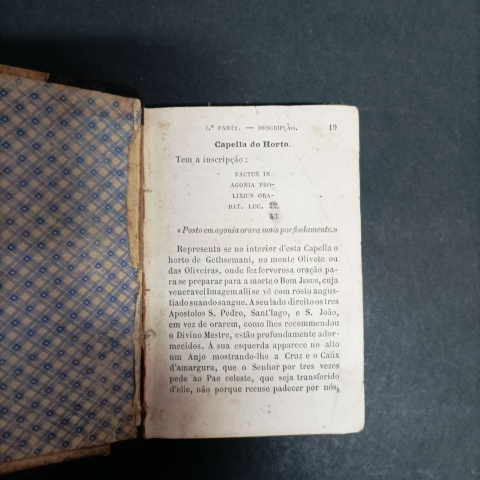 1.ª PARTE. — DESCRIPÇÃO. 19
Capella do Horto.
Tem a inscripção :
FACTUS IN
AGONIA PRO-
LIXIUS ORA-
BAT. LUC. 22.
43
«Posto em agonia orava mais porfiadamente.»
Representa-se no interior d'esta Capella o
horto de Gethsemani, no monte Olivete ou
das Oliveiras, onde fez fervorosa oração pa-
ra se preparar para a morte o Bom Jesus, cuja
veneravel Imagem alli se vê com rosto angus-
tiado suando sangue. A seu lado direito os tres
Apostolos S. Pedro, Sant'Iago, e S. João,
em vez de orarem, como lhes recommendou
o Divino Mestre, estão profundamente ador-
mecidos. Á sua esquerda apparece no alto
um Anjo mostrando-lhe a Cruz e o Calix
d'amargura, que o Senhor por tres vezes
pede ao Pae celeste, que seja transferido
d'elle, não porque recuse padecer por nós,